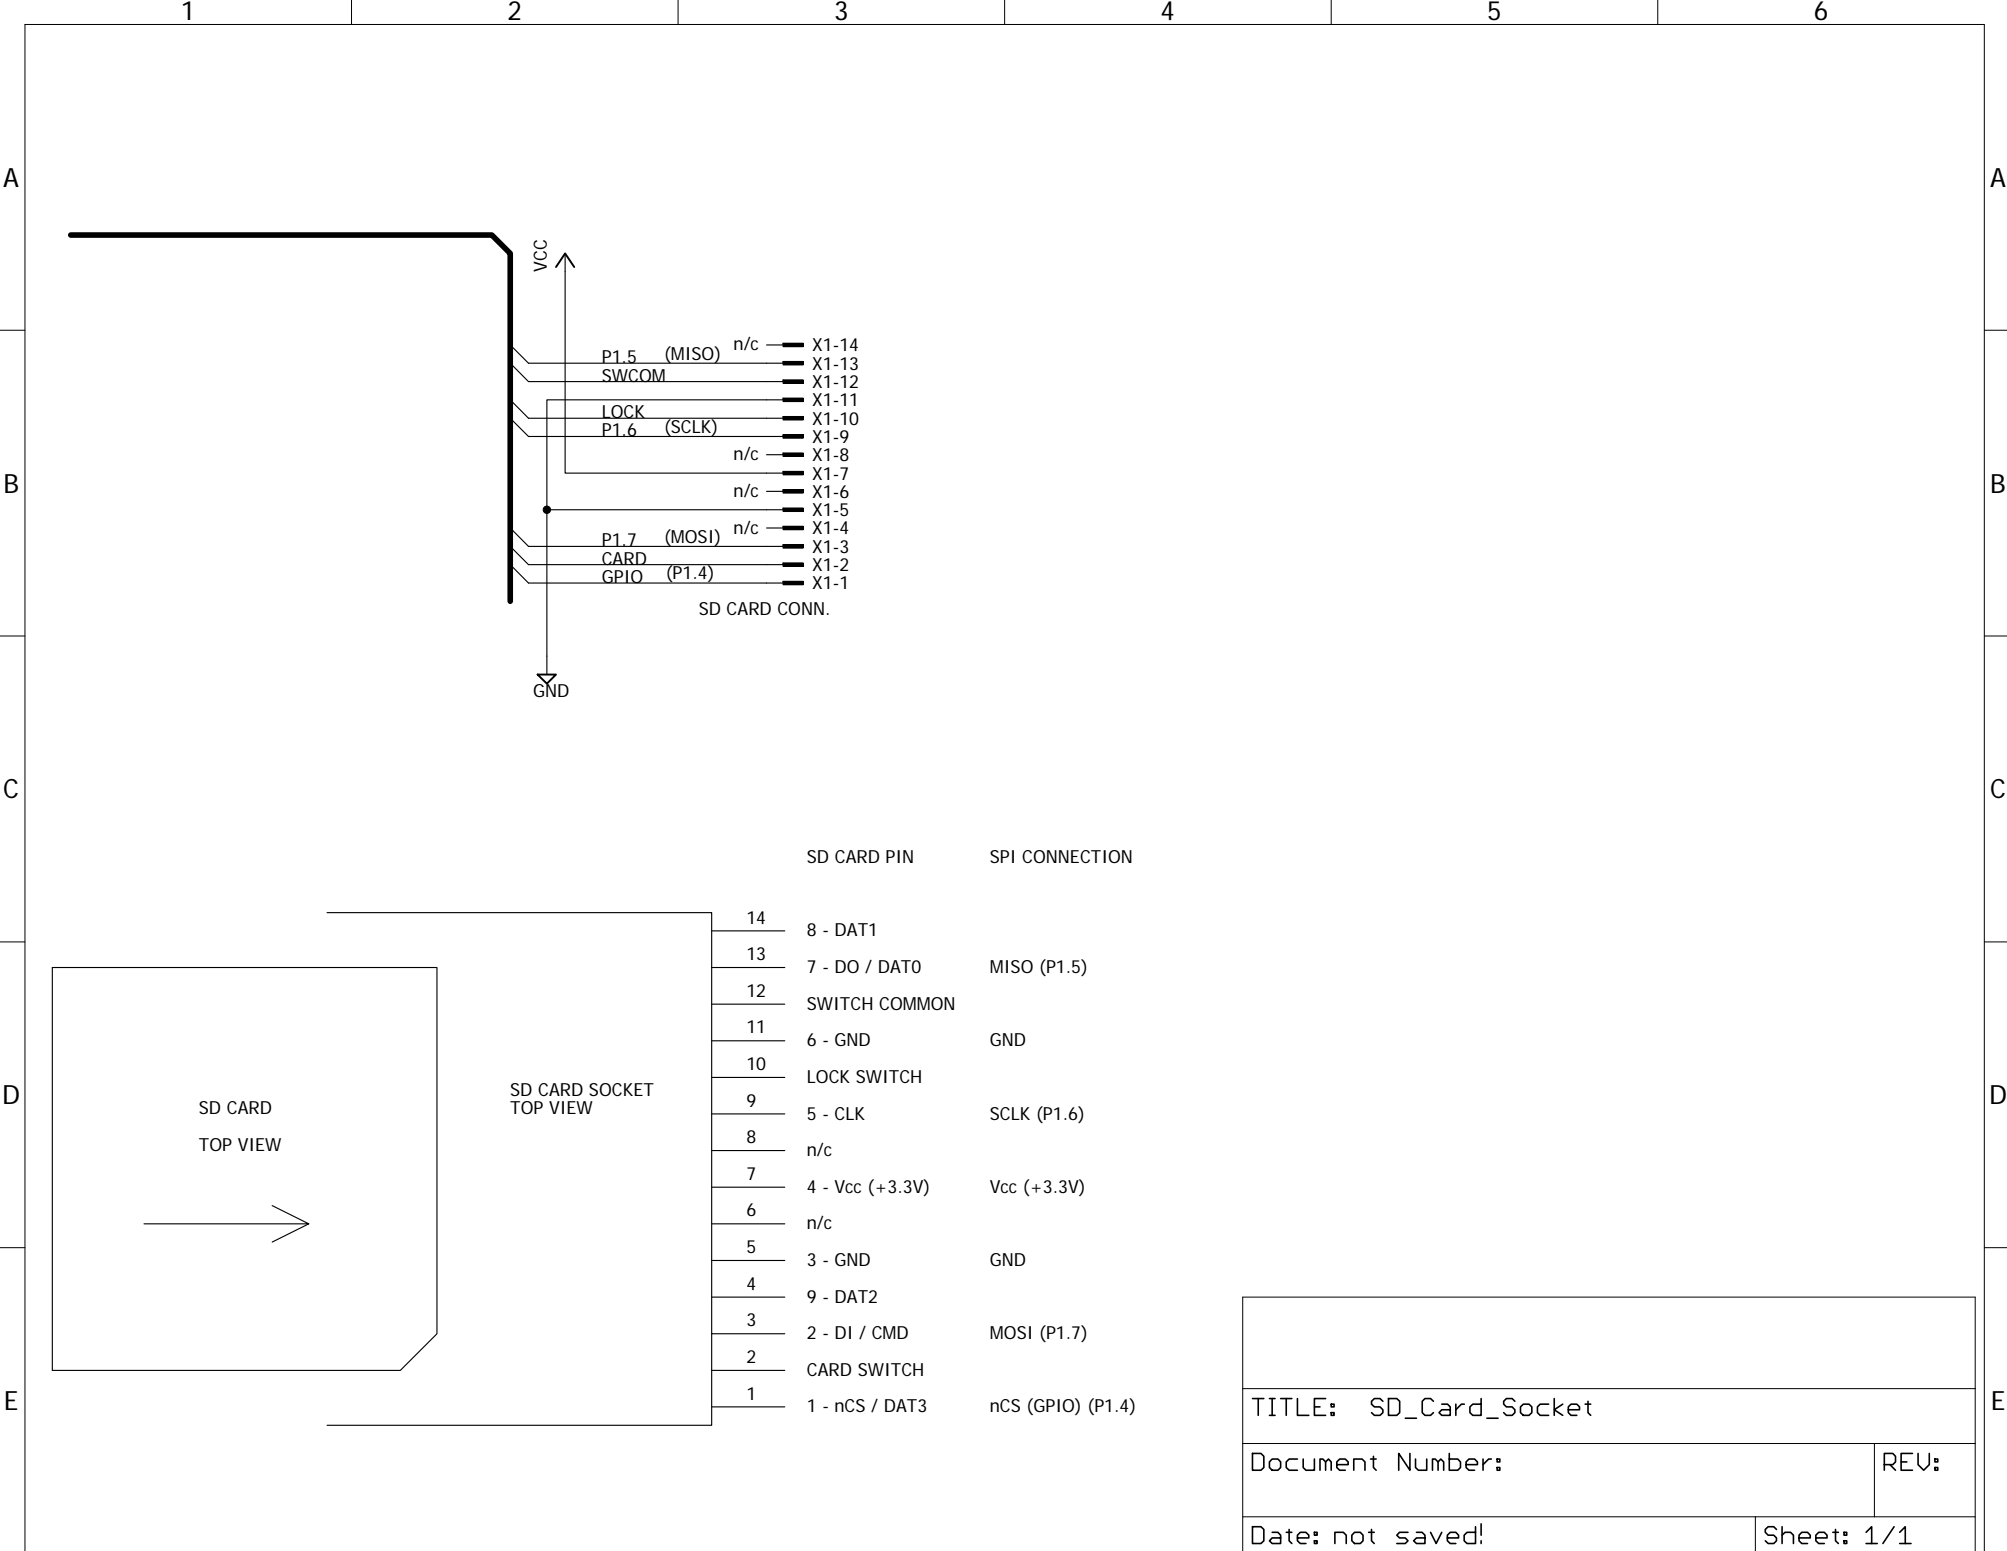 1 2 3 4 5 6
A A
VCC
n/c X1-14
P1.5 (MISO) X1-13
SWCOM X1-12
X1-11
LOCK X1-10
P1.6 (SCLK) X1-9
n/c X1-8
X1-7
B B
n/c X1-6
X1-5
n/c X1-4
P1.7 (MOSI) X1-3
CARD X1-2
GPIO (P1.4) X1-1
SD CARD CONN.
GND
C C
SD CARD PIN SPI CONNECTION
14 8 - DAT1
13 7 - DO / DAT0 MISO (P1.5)
12 SWITCH COMMON
11 6 - GND GND
10 LOCK SWITCH
D D
SD CARD SOCKET
TOP VIEW
SD CARD
TOP VIEW
9 5 - CLK SCLK (P1.6)
8 n/c
7 4 - Vcc (+3.3V) Vcc (+3.3V)
6 n/c
5 3 - GND GND
4 9 - DAT2
3 2 - DI / CMD MOSI (P1.7)
2 CARD SWITCH
1 1 - nCS / DAT3 nCS (GPIO) (P1.4)
E E
TITLE: SD_Card_Socket
Document Number: REV:
Date: not saved! Sheet: 1/1